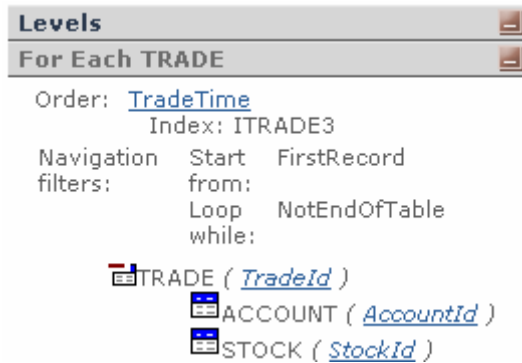 Levels
For Each TRADE
Order: TradeTime
Index: ITRADE3
Navigation filters: Start from: FirstRecord
Loop while: NotEndOfTable
TRADE ( TradeId )
ACCOUNT ( AccountId )
STOCK ( StockId )